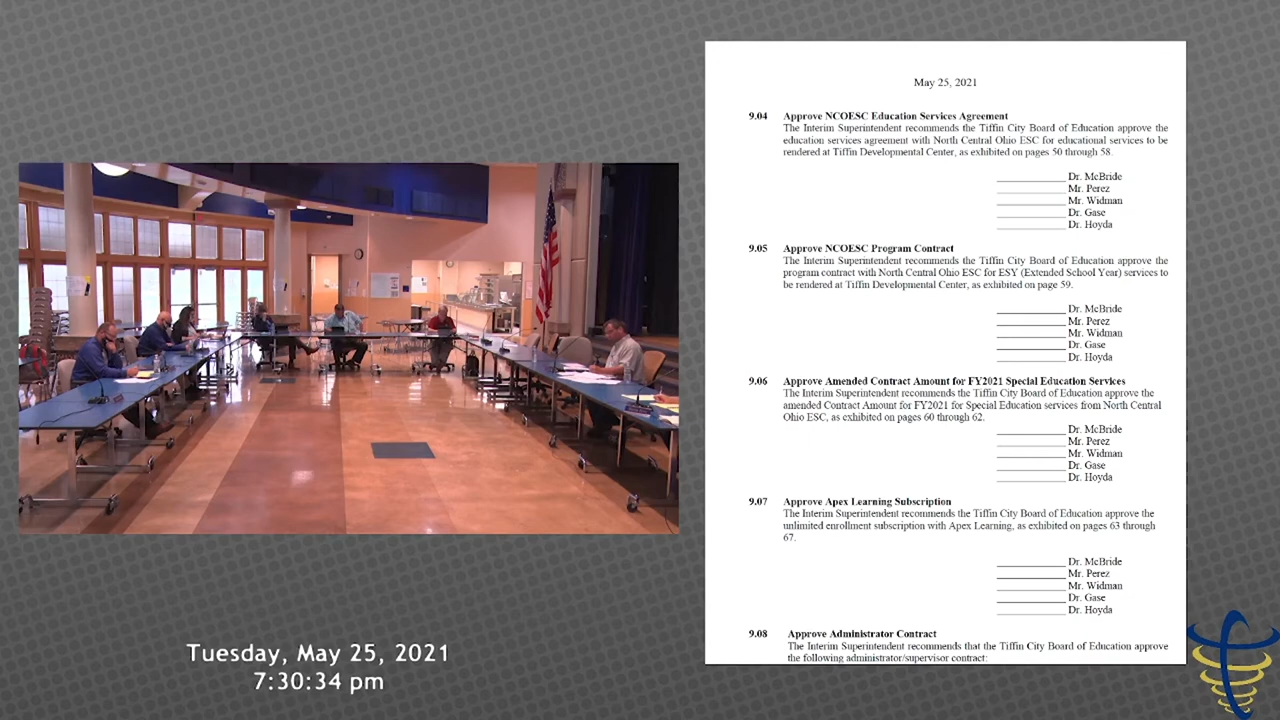 May 25, 2021
9.04 Approve NCOESC Education Services Agreement
The Interim Superintendent recommends the Tiffin City Board of Education approve the
education services agreement with North Central Ohio ESC for educational services to be
rendered at Tiffin Developmental Center, as exhibited on pages 50 through 58.
Dr. McBride
Mr. Perez
Mr. Widman
Dr. Gase
Dr. Hoyda
9.05 Approve NCOESC Program Contract
The Interim Superintendent recommends the Tiffin City Board of Education approve the
program contract with North Central Ohio ESC for ESY (Extended School Year) services to
be rendered at Tiffin Developmental Center, as exhibited on page 59.
Dr. McBride
Mr. Perez
Mr. Widman
Dr. Gase
Dr. Hoyda
9.06 Approve Amended Contract Amount for FY2021 Special Education Services
The Interim Superintendent recommends the Tiffin City Board of Education approve the
amended Contract Amount for FY2021 for Special Education services from North Central
Ohio ESC, as exhibited on pages 60 through 62.
Dr. McBride
Mr. Perez
Mr. Widman
Dr. Gase
Dr. Hoyda
9.07 Approve Apex Learning Subscription
The Interim Superintendent recommends the Tiffin City Board of Education approve the
unlimited enrollment subscription with Apex Learning, as exhibited on pages 63 through
67.
Dr. McBride
Mr. Perez
Mr. Widman
Dr. Gase
Dr. Hoyda
9.08 Approve Administrator Contract
The Interim Superintendent recommends that the Tiffin City Board of Education approve
the following administrator/supervisor contract:
Tuesday, May 25, 2021
7:30:34 pm